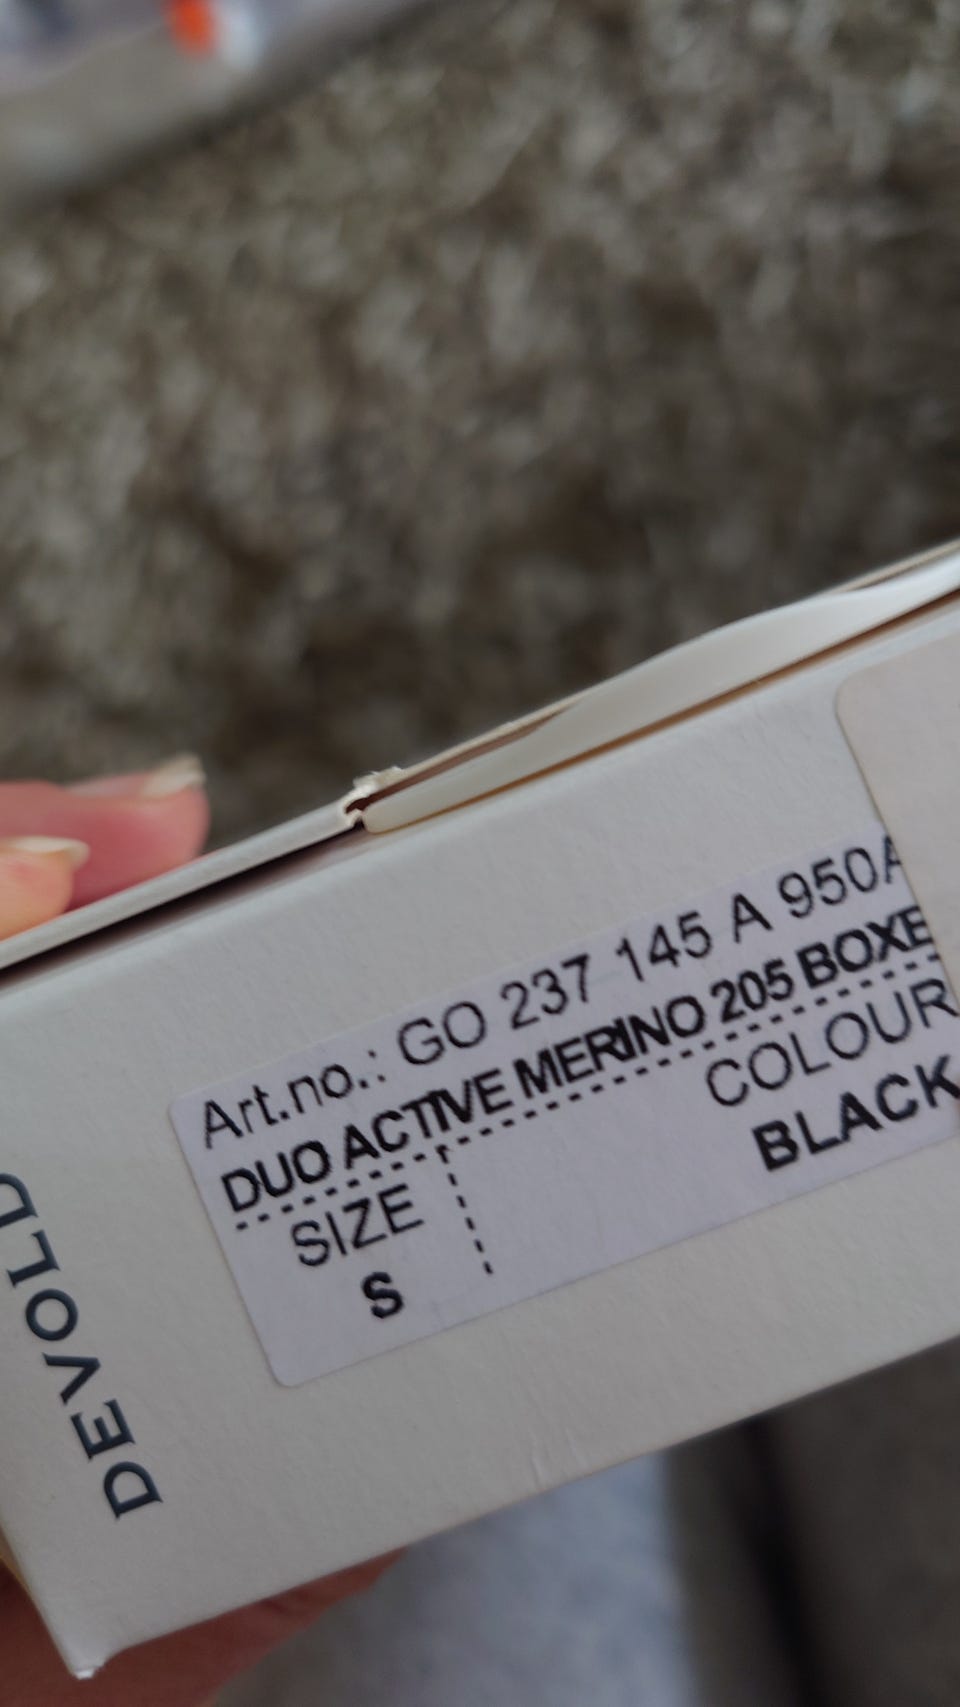 Art.no.: GO 237 145 A 950A
DUO ACTIVE MERINO 205 BOXE
COLOUR
BLACK
SIZE
S
DEVOLD